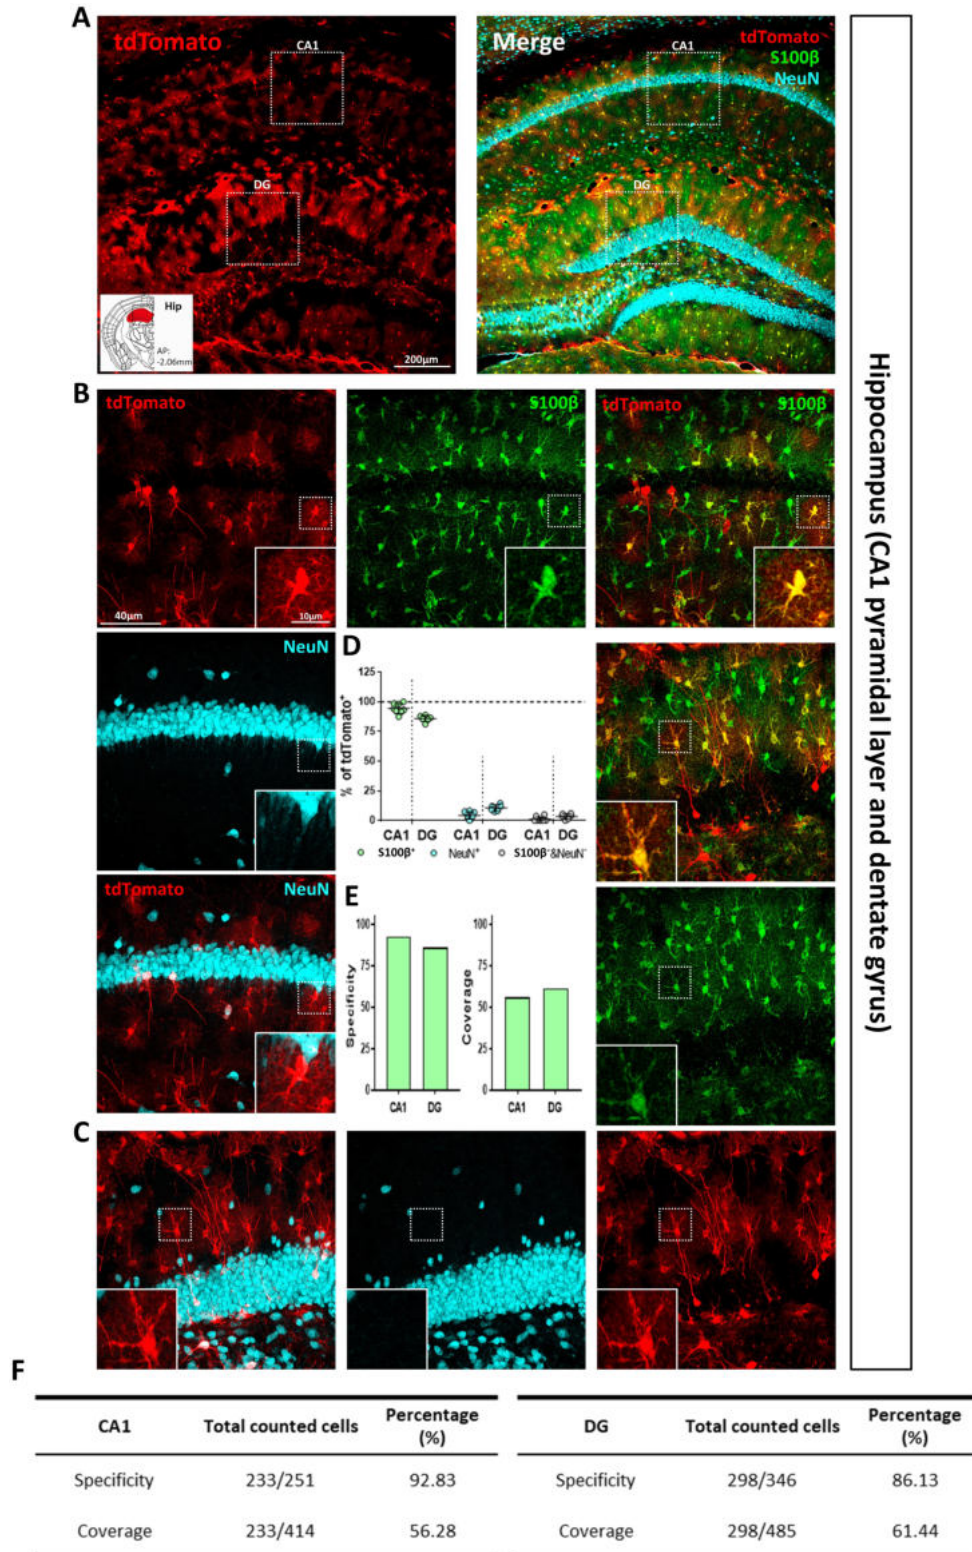 A
tdTomato
CA1
DG
Hip
AP:
-2.06mm
200μm
Merge
CA1
tdTomato
S100β
NeuN
DG
Hippocampus (CA1 pyramidal layer and dentate gyrus)
B
tdTomato
40μm
10μm
S100β
tdTomato S100β
NeuN
D
% of tdTomato⁺
125
100
75
50
25
0
CA1 DG CA1 DG CA1 DG
S100β⁺ NeuN⁺ S100β⁻&NeuN⁻
tdTomato NeuN
E
Specificity
100
75
50
25
0
CA1 DG
Coverage
100
75
50
25
0
CA1 DG
C
F
CA1 Total counted cells Percentage (%)
Specificity 233/251 92.83
Coverage 233/414 56.28
DG Total counted cells Percentage (%)
Specificity 298/346 86.13
Coverage 298/485 61.44